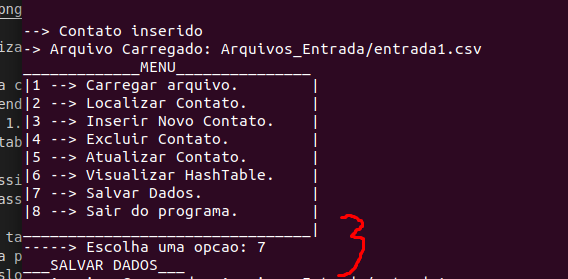 --> Contato inserido
-> Arquivo Carregado: Arquivos_Entrada/entrada1.csv
_____________MENU_______________
|1 --> Carregar arquivo. |
|2 --> Localizar Contato. |
|3 --> Inserir Novo Contato. |
|4 --> Excluir Contato. |
|5 --> Atualizar Contato. |
|6 --> Visualizar HashTable. |
|7 --> Salvar Dados. |
|8 --> Sair do programa. |
|________________________________|
-----> Escolha uma opcao: 7
___SALVAR DADOS___
3